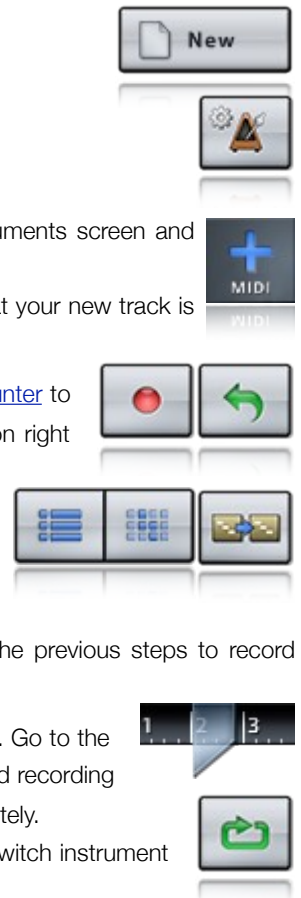 New
uments screen and
MIDI
t your new track is
unter to
on right
he previous steps to record
1 2 3
. Go to the
d recording
tely.
witch instrument